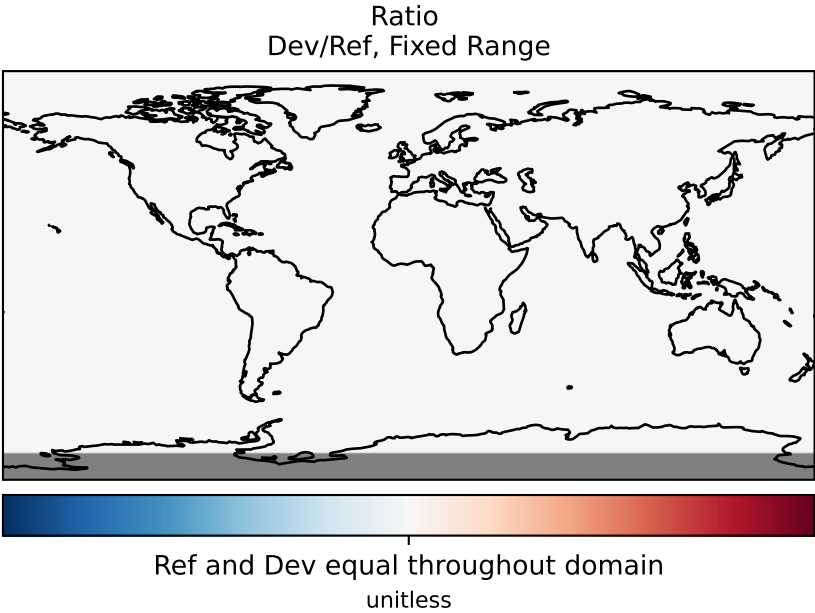 Ratio
Dev/Ref, Fixed Range
Ref and Dev equal throughout domain
unitless